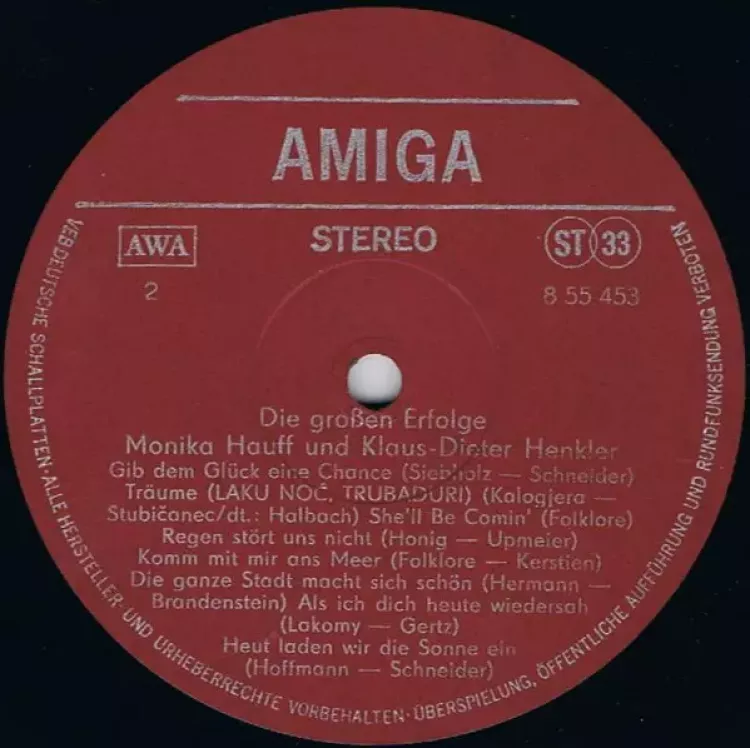 AMIGA
AWA
STEREO
ST 33
2
8 55 453
Die großen Erfolge
Monika Hauff und Klaus-Dieter Henkler
Gib dem Glück eine Chance (Siebholz — Schneider)
Träume (LAKU NOČ, TRUBADURI) (Kalogjera —
Stubičanec/dt.: Halbach) She'll Be Comin' (Folklore)
Regen stört uns nicht (Honig — Upmeier)
Komm mit mir ans Meer (Folklore — Kerstien)
Die ganze Stadt macht sich schön (Hermann —
Brandenstein) Als ich dich heute wiedersah
(Lakomy — Gertz)
Heut laden wir die Sonne ein
(Hoffmann — Schneider)
VEB DEUTSCHE SCHALLPLATTEN · ALLE HERSTELLER- UND URHEBERRECHTE VORBEHALTEN · ÜBERSPIELUNG, ÖFFENTLICHE AUFFÜHRUNG UND RUNDFUNKSENDUNG VERBOTEN